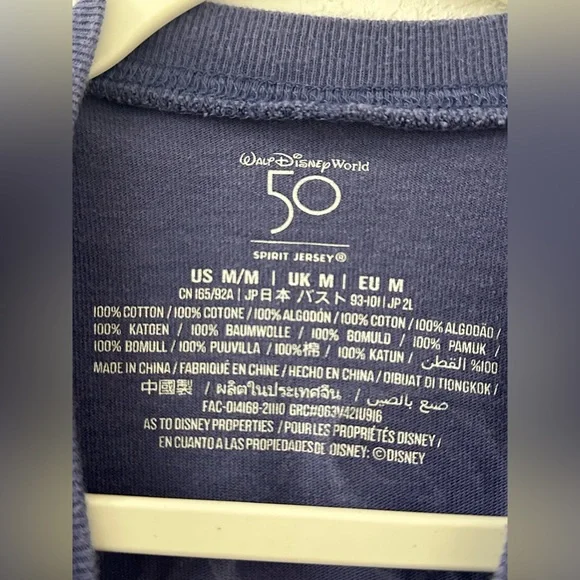 Walt Disney World
50
SPIRIT JERSEY®
US M/M | UK M | EU M
CN 165/92A | JP 日本 バスト 93-101 | JP 2L
100% COTTON / 100% COTONE / 100% ALGODÓN / 100% COTON / 100% ALGODÃO /
100% KATOEN / 100% BAUMWOLLE / 100% BOMULD / 100% PAMUK /
100% BOMULL / 100% PUUVILLA / 100%棉 / 100% KATUN / %100 القطن
MADE IN CHINA / FABRIQUÉ EN CHINE / HECHO EN CHINA / DIBUAT DI TIONGKOK /
中國製 / ผลิตในประเทศจีน / صنع بالصين
FAC-014168-21110 GRC#063V421U916
AS TO DISNEY PROPERTIES / POUR LES PROPRIÉTÉS DISNEY /
EN CUANTO A LAS PROPIEDADES DE DISNEY: ©DISNEY